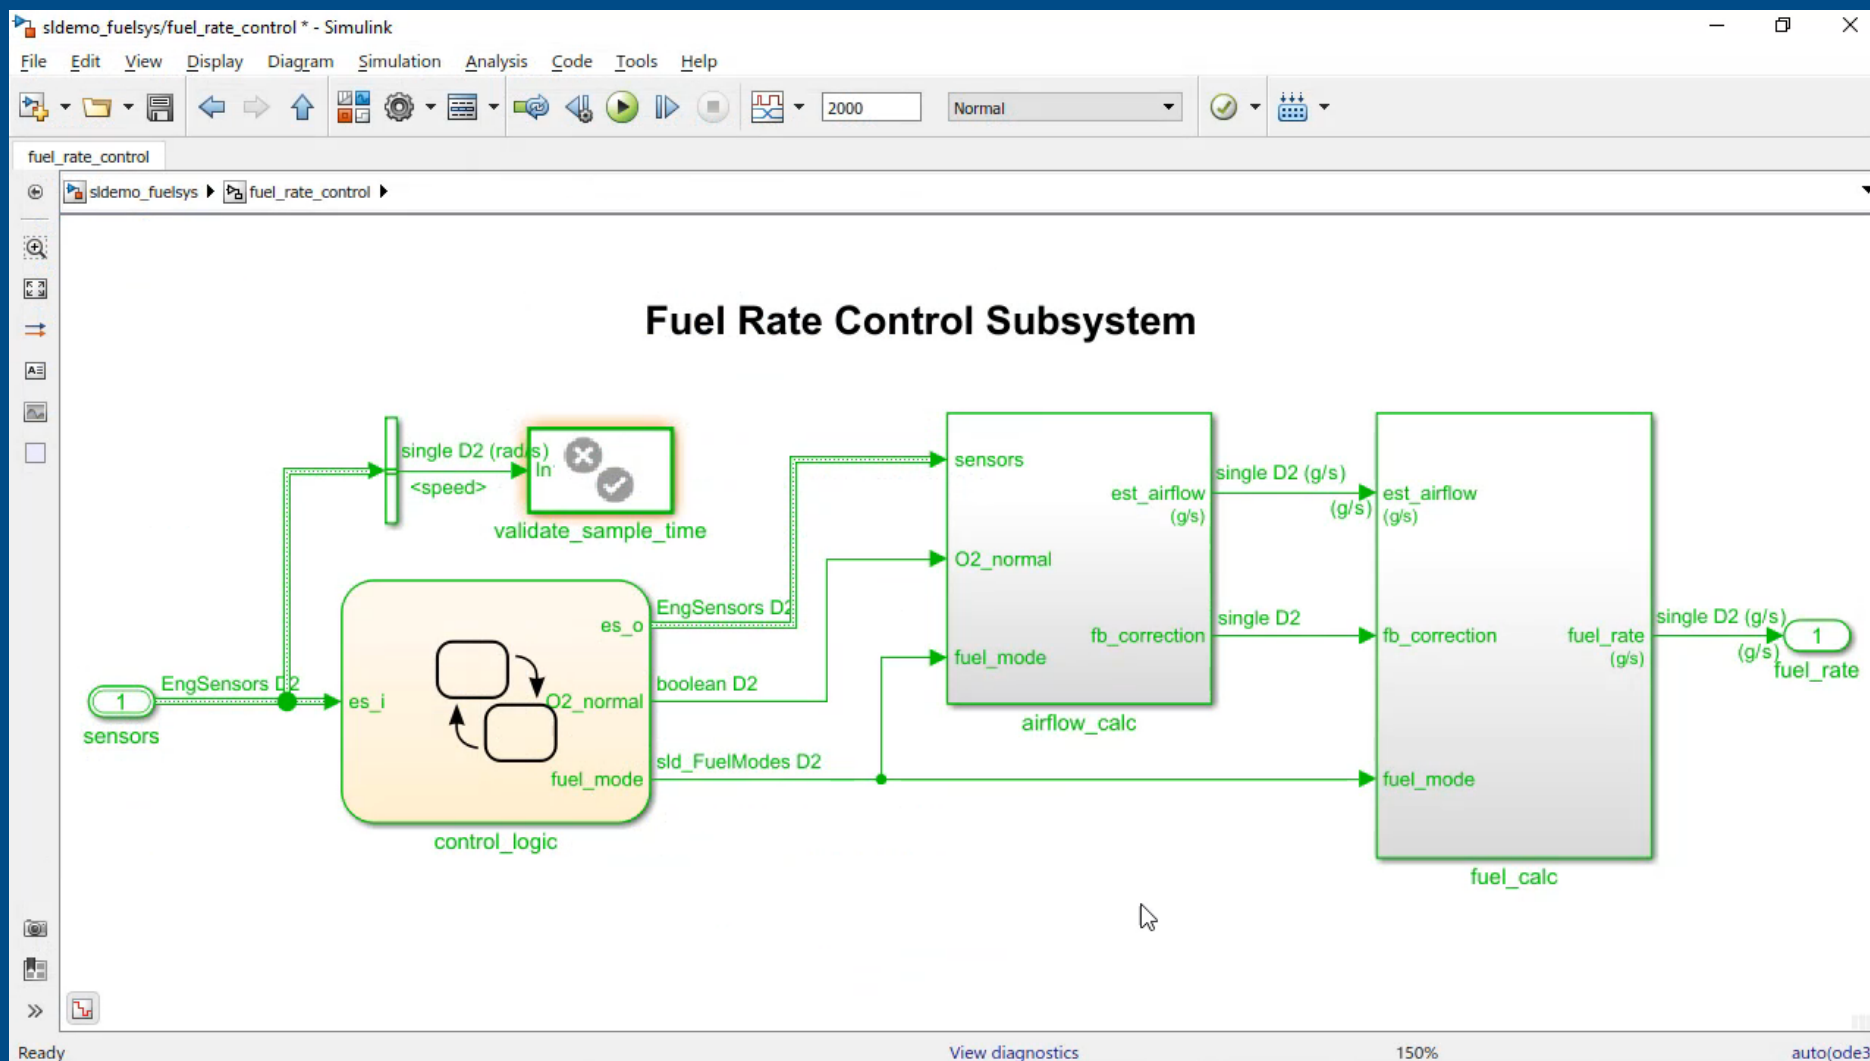 sldemo_fuelsys/fuel_rate_control * - Simulink
File Edit View Display Diagram Simulation Analysis Code Tools Help
2000 Normal
fuel_rate_control
sldemo_fuelsys fuel_rate_control
Fuel Rate Control Subsystem
single D2 (rad/s)
<speed>
In
validate_sample_time
EngSensors D2
1
sensors
es_i
es_o
O2_normal
fuel_mode
control_logic
EngSensors D2
boolean D2
sld_FuelModes D2
sensors
O2_normal
fuel_mode
est_airflow
(g/s)
fb_correction
airflow_calc
single D2 (g/s)
(g/s)
single D2
est_airflow
(g/s)
fb_correction
fuel_mode
fuel_rate
(g/s)
fuel_calc
single D2 (g/s)
(g/s)
1
fuel_rate
Ready View diagnostics 150% auto(ode3